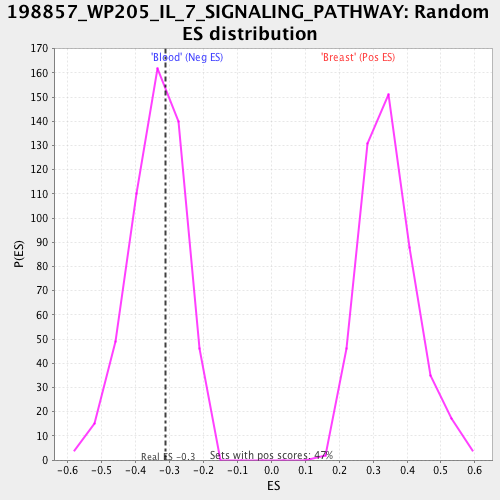 198857_WP205_IL_7_SIGNALING_PATHWAY: Random
ES distribution
'Blood' (Neg ES) 'Breast' (Pos ES)
170
160
150
140
130
120
110
100
90
80
70
60
50
40
30
20
10
0
P(ES)
Real ES -0.3 Sets with pos scores: 47%
-0.6 -0.5 -0.4 -0.3 -0.2 -0.1 0.0 0.1 0.2 0.3 0.4 0.5 0.6
ES